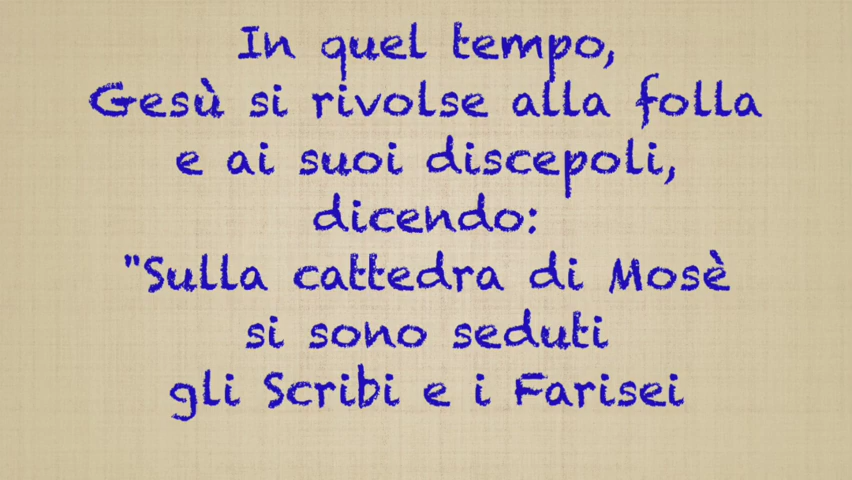 In quel tempo,
Gesù si rivolse alla folla
e ai suoi discepoli,
dicendo:
"Sulla cattedra di Mosè
si sono seduti
gli Scribi e i Farisei